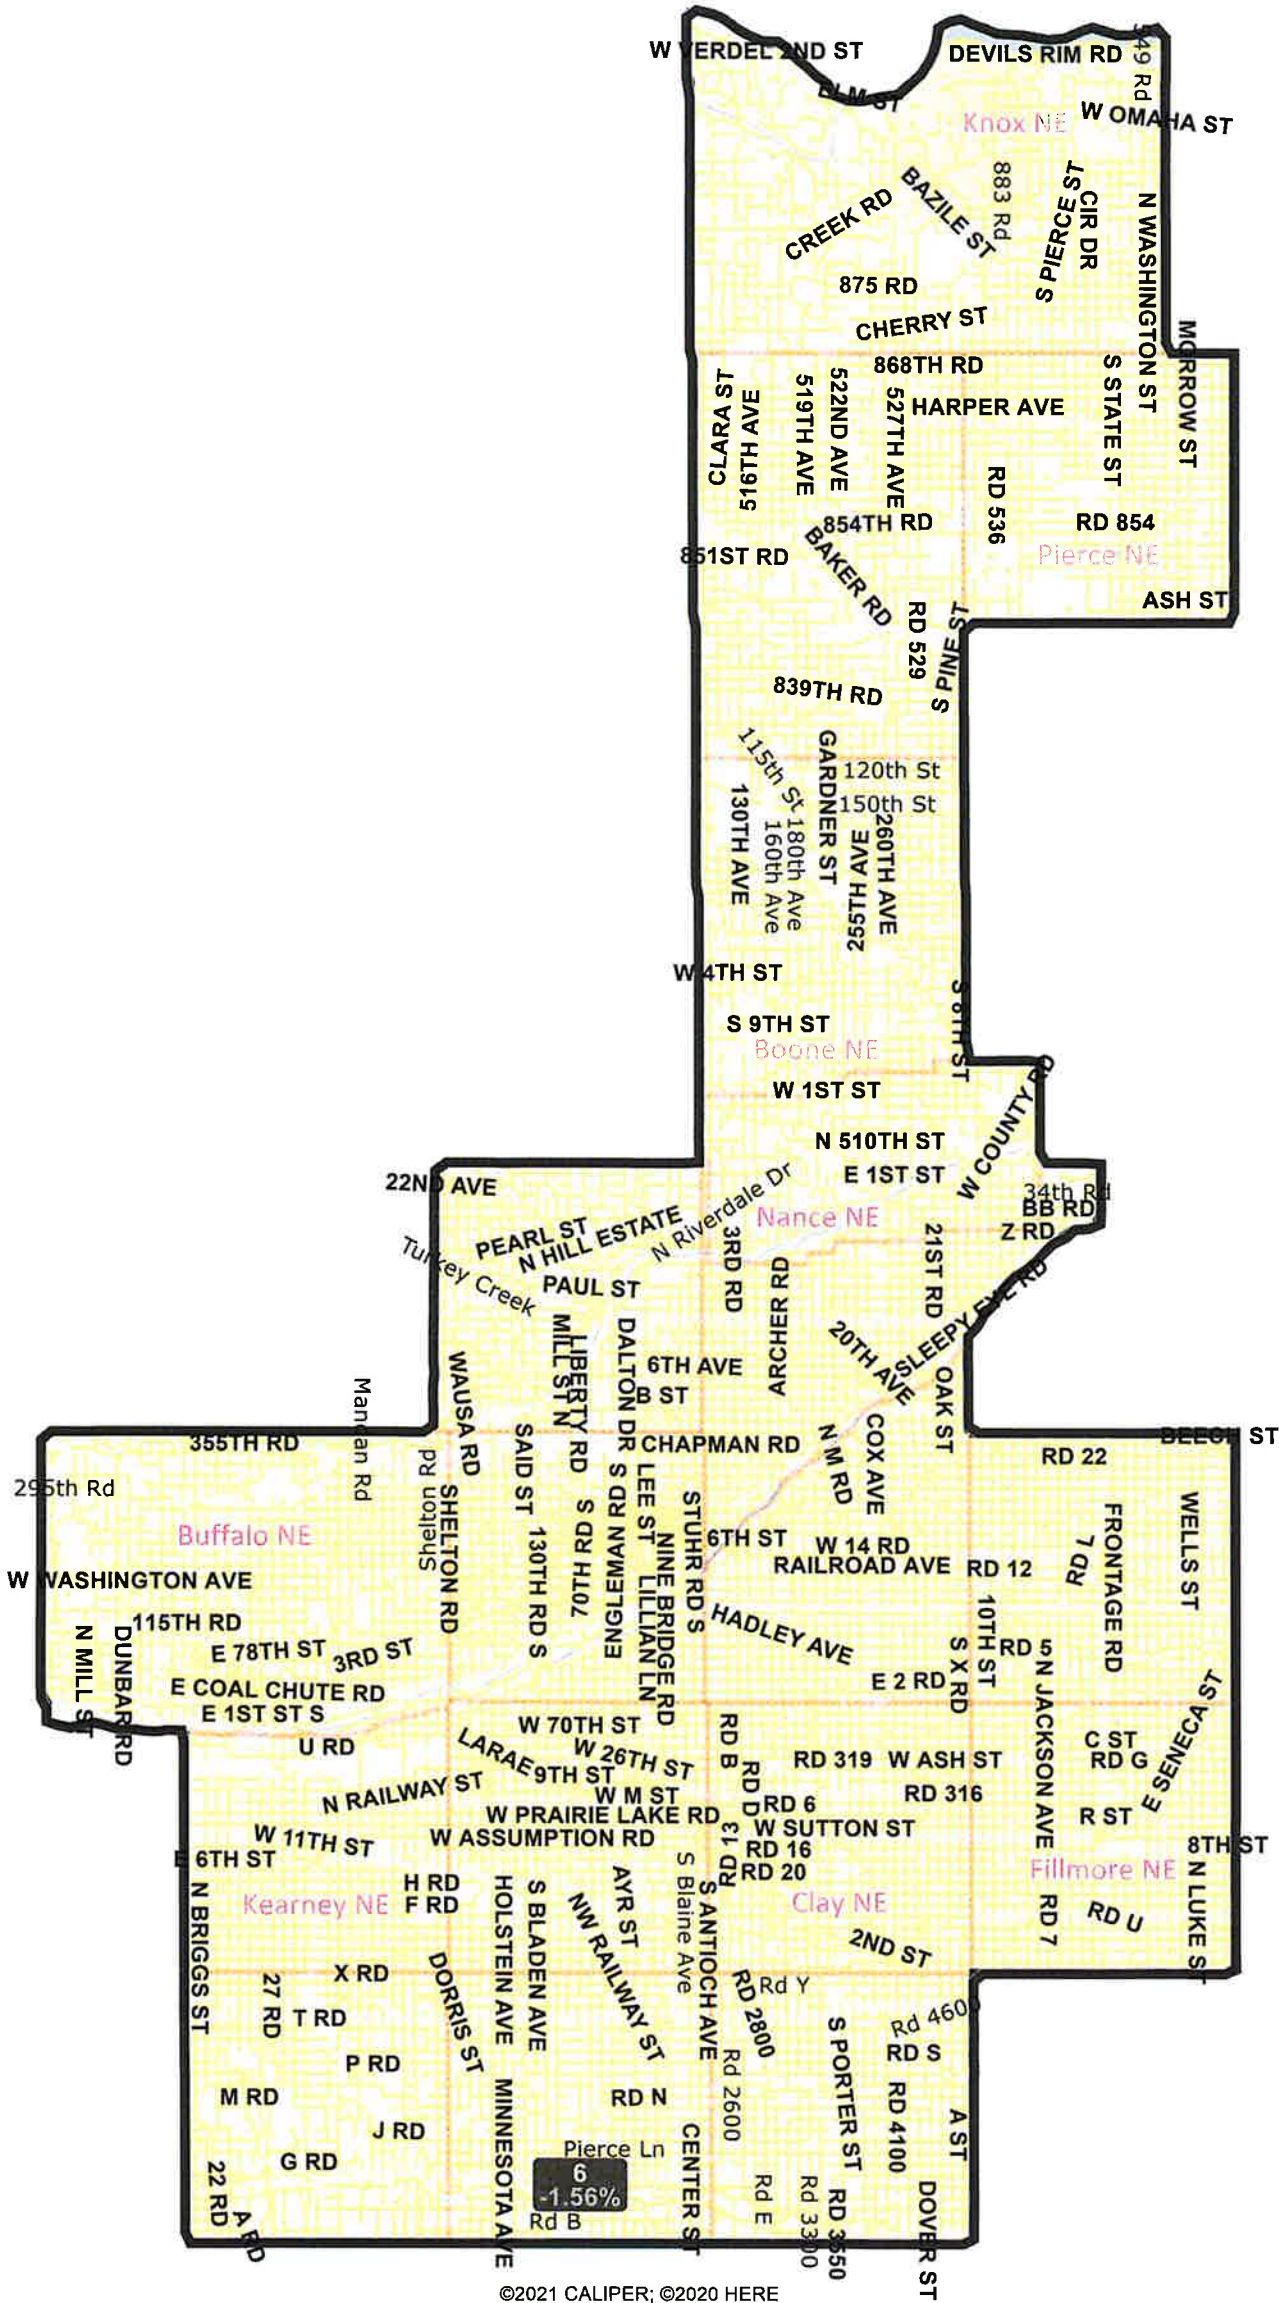 W VERDEL 2ND ST
DEVILS RIM RD
549 Rd
ELM ST
W OMAHA ST
Knox NE
883 Rd
S PIERCE ST
CIR DR
BAZILE ST
CREEK RD
N WASHINGTON ST
875 RD
CHERRY ST
MORROW ST
868TH RD
CLARA ST
516TH AVE
519TH AVE
522ND AVE
527TH AVE
HARPER AVE
S STATE ST
RD 536
854TH RD
RD 854
851ST RD
BAKER RD
Pierce NE
ASH ST
RD 529
S PINE ST
839TH RD
115th St
GARDNER ST
120th St
150th St
130TH AVE
160th Ave
180th Ave
255TH AVE
260TH AVE
W 4TH ST
S 8TH ST
S 9TH ST
Boone NE
W 1ST ST
W COUNTY RD
N 510TH ST
E 1ST ST
22ND AVE
34th Rd
BB RD
Z RD
Nance NE
N Riverdale Dr
PEARL ST
N HILL ESTATE
Turkey Creek
PAUL ST
3RD RD
21ST RD
ARCHER RD
SLEEPY EYE RD
20TH AVE
MILL ST N
LIBERTY RD
DALTON DR
6TH AVE
B ST
WAUSA RD
OAK ST
Mandan Rd
355TH RD
SAID ST
CHAPMAN RD
N M RD
COX AVE
BEECH ST
RD 22
295th Rd
Shelton Rd
SHELTON RD
70TH RD S
ENGLEMAN RD S
LEE ST
STUHR RD S
Buffalo NE
130TH RD S
NINE BRIDGE RD
6TH ST
W 14 RD
RAILROAD AVE
RD 12
RD 7
FRONTAGE RD
WELLS ST
W WASHINGTON AVE
LILLIAN LN
HADLEY AVE
10TH ST
115TH RD
N MILL ST
DUNBAR RD
E 78TH ST
3RD ST
S X RD
RD 5
E COAL CHUTE RD
E 2 RD
E 1ST ST S
N JACKSON AVE
E SENECA ST
W 70TH ST
RD B
U RD
LARAE
W 26TH ST
C ST
RD G
RD 319
W ASH ST
9TH ST
RD D
N RAILWAY ST
W M ST
RD 6
RD 316
W PRAIRIE LAKE RD
R ST
W 11TH ST
W ASSUMPTION RD
RD 13
W SUTTON ST
8TH ST
RD 16
E 6TH ST
RD 20
Fillmore NE
H RD
F RD
Kearney NE
N BRIGGS ST
HOLSTEIN AVE
S BLADEN AVE
AYR ST
NW RAILWAY ST
S Blaine Ave
S ANTIOCH AVE
Clay NE
RD 7
RD U
N LUKE ST
2ND ST
X RD
DORRIS ST
RD 2800
Rd Y
27 RD
T RD
S PORTER ST
Rd 4600
RD S
P RD
Rd 2600
M RD
MINNESOTA AVE
RD N
RD 4100
A ST
J RD
CENTER ST
Pierce Ln
G RD
6
-1.56%
22 RD
A RD
Rd B
Rd E
Rd 3300
RD 3550
DOVER ST
©2021 CALIPER; ©2020 HERE